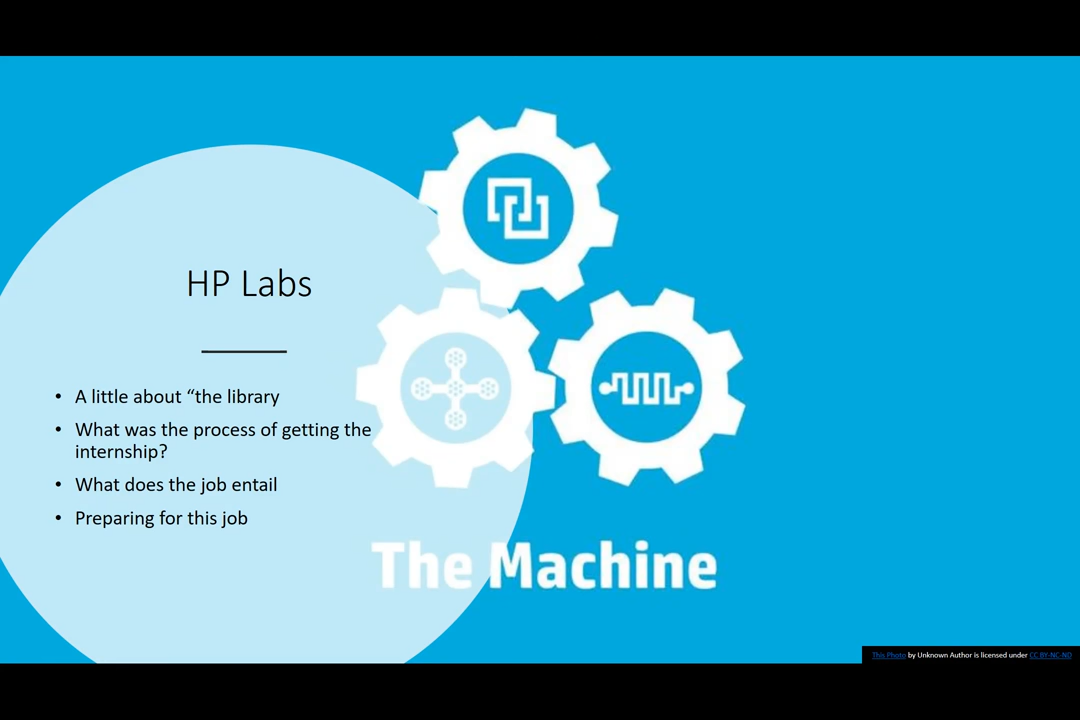 HP Labs
• A little about “the library
• What was the process of getting the
internship?
• What does the job entail
• Preparing for this job
The Machine
This Photo by Unknown Author is licensed under CC BY-NC-ND